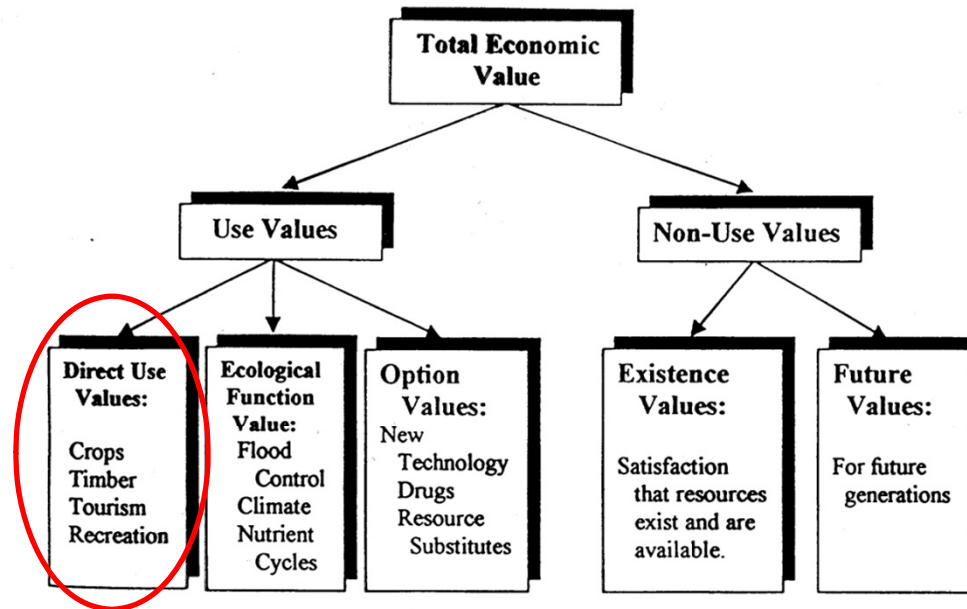 Total Economic
Value
Use Values
Non-Use Values
Direct Use
Values:
Crops
Timber
Tourism
Recreation
Ecological
Function
Value:
Flood
Control
Climate
Nutrient
Cycles
Option
Values:
New
Technology
Drugs
Resource
Substitutes
Existence
Values:
Satisfaction
that resources
exist and are
available.
Future
Values:
For future
generations